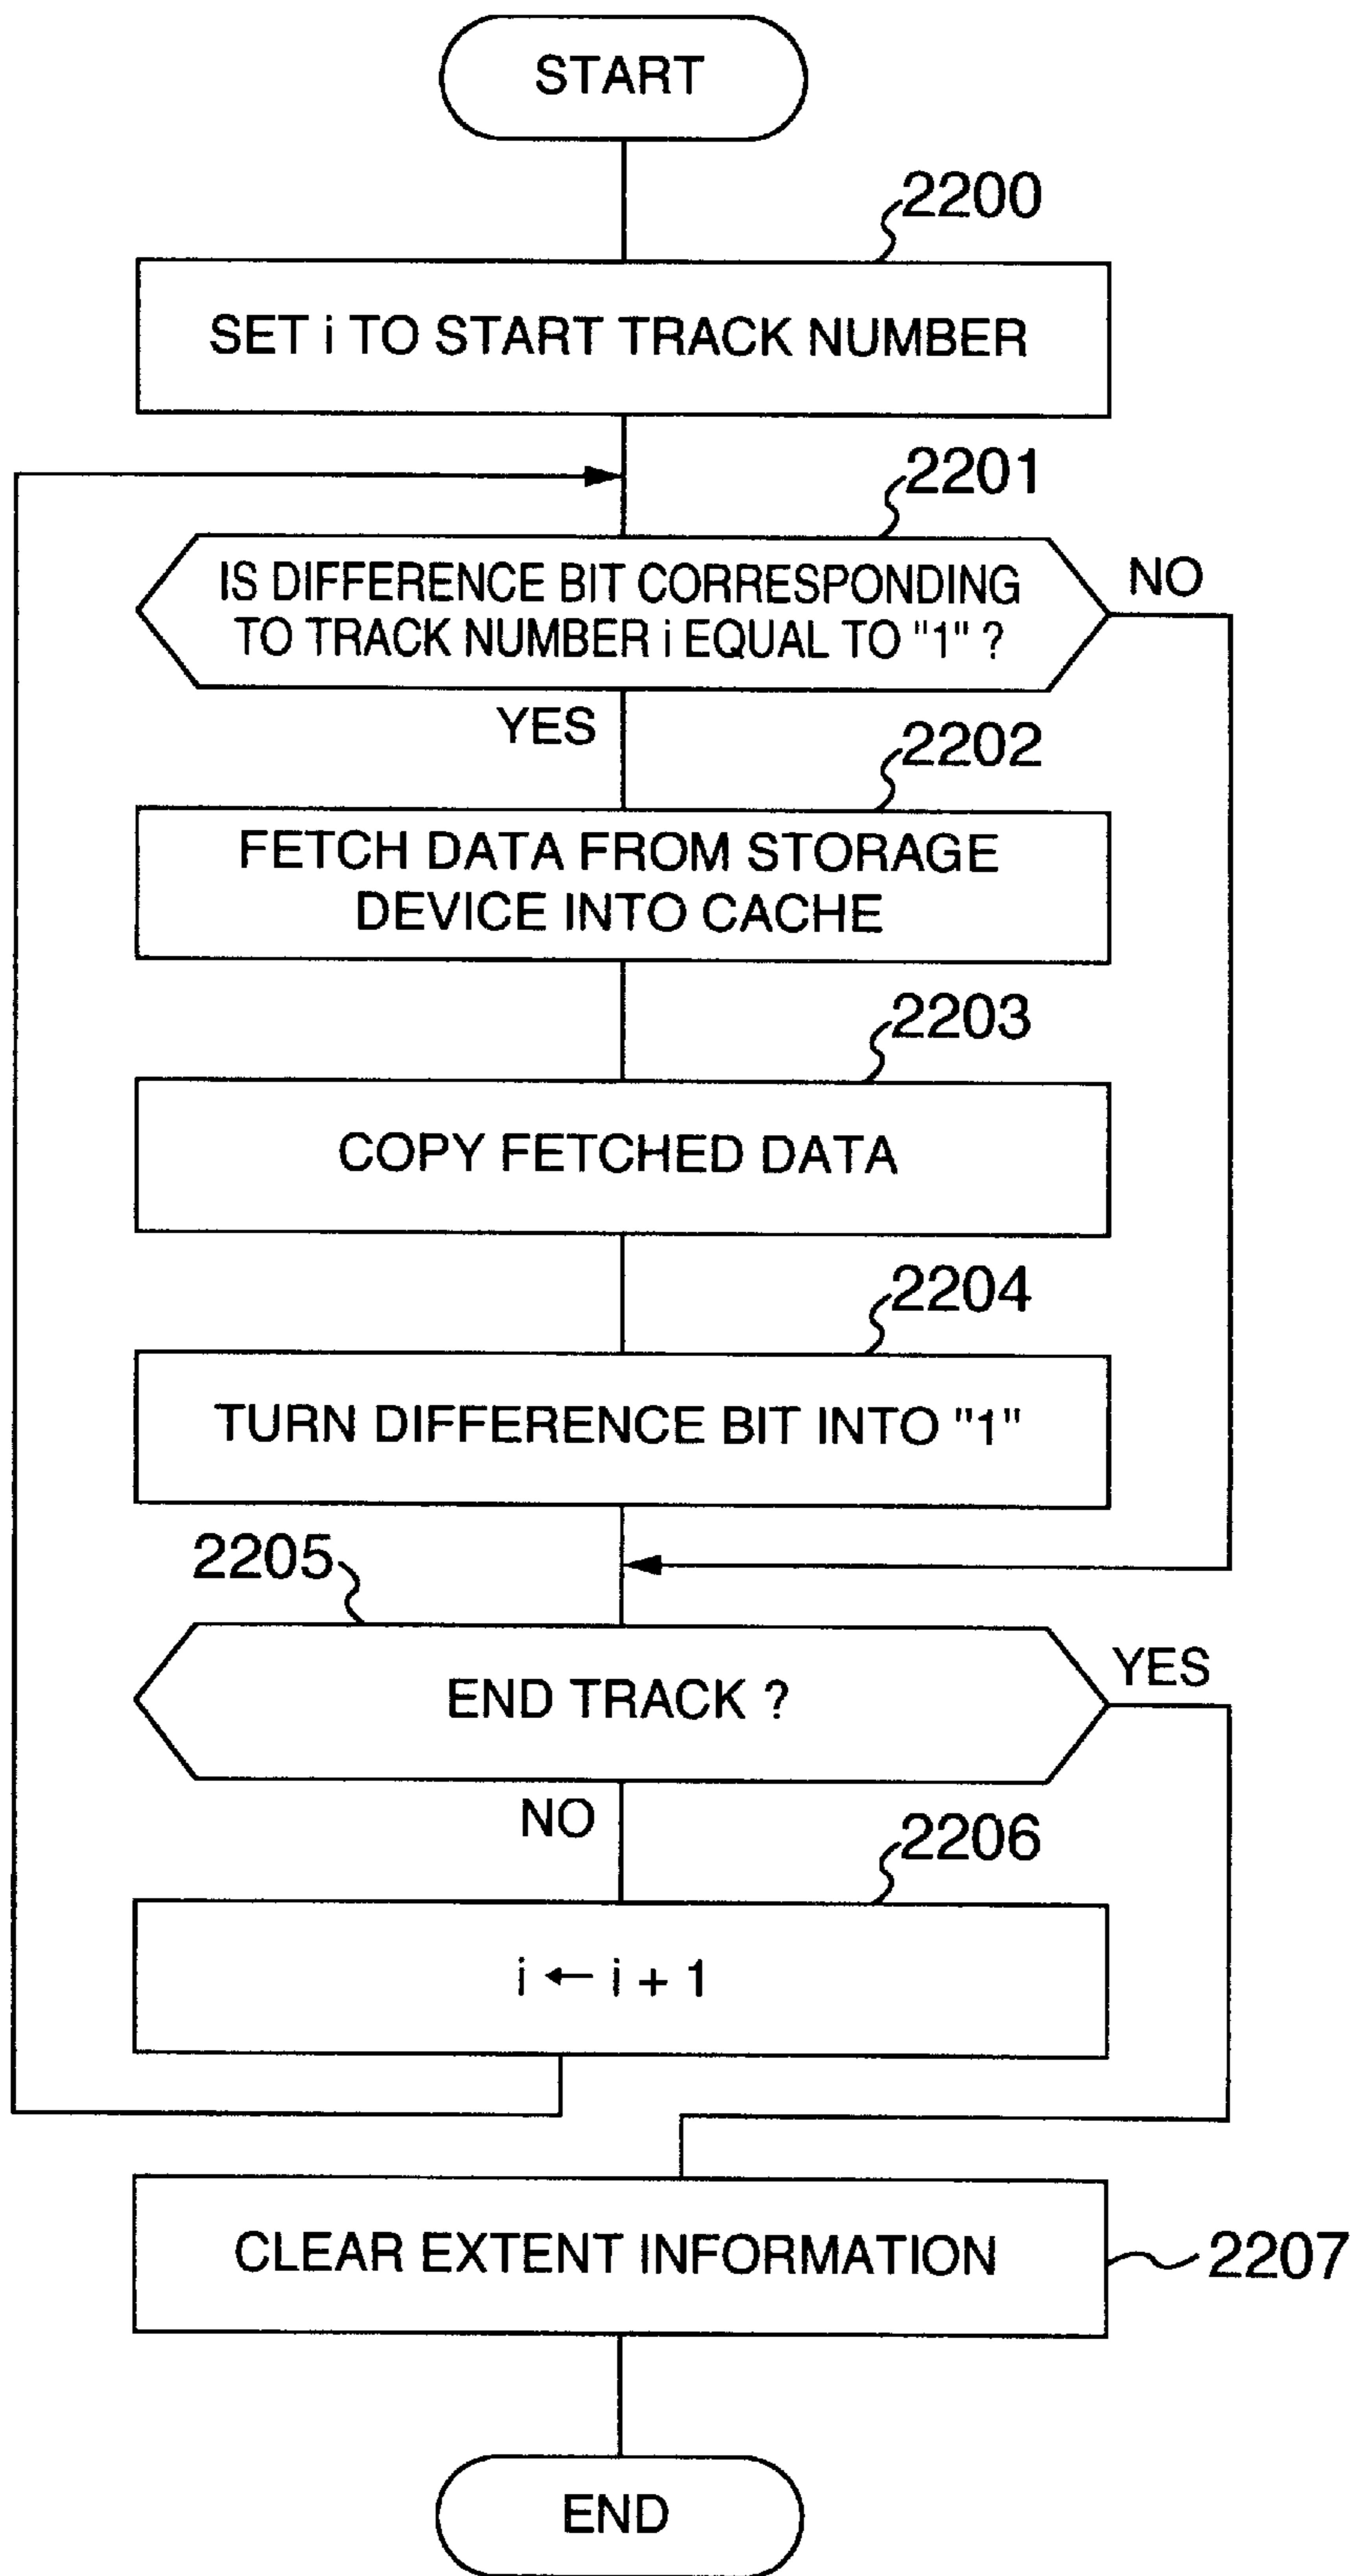 START
2200
SET i TO START TRACK NUMBER
2201
IS DIFFERENCE BIT CORRESPONDING
TO TRACK NUMBER i EQUAL TO "1" ?
NO
YES
2202
FETCH DATA FROM STORAGE
DEVICE INTO CACHE
2203
COPY FETCHED DATA
2204
TURN DIFFERENCE BIT INTO "1"
2205
END TRACK ?
YES
NO
2206
i ← i + 1
CLEAR EXTENT INFORMATION
2207
END